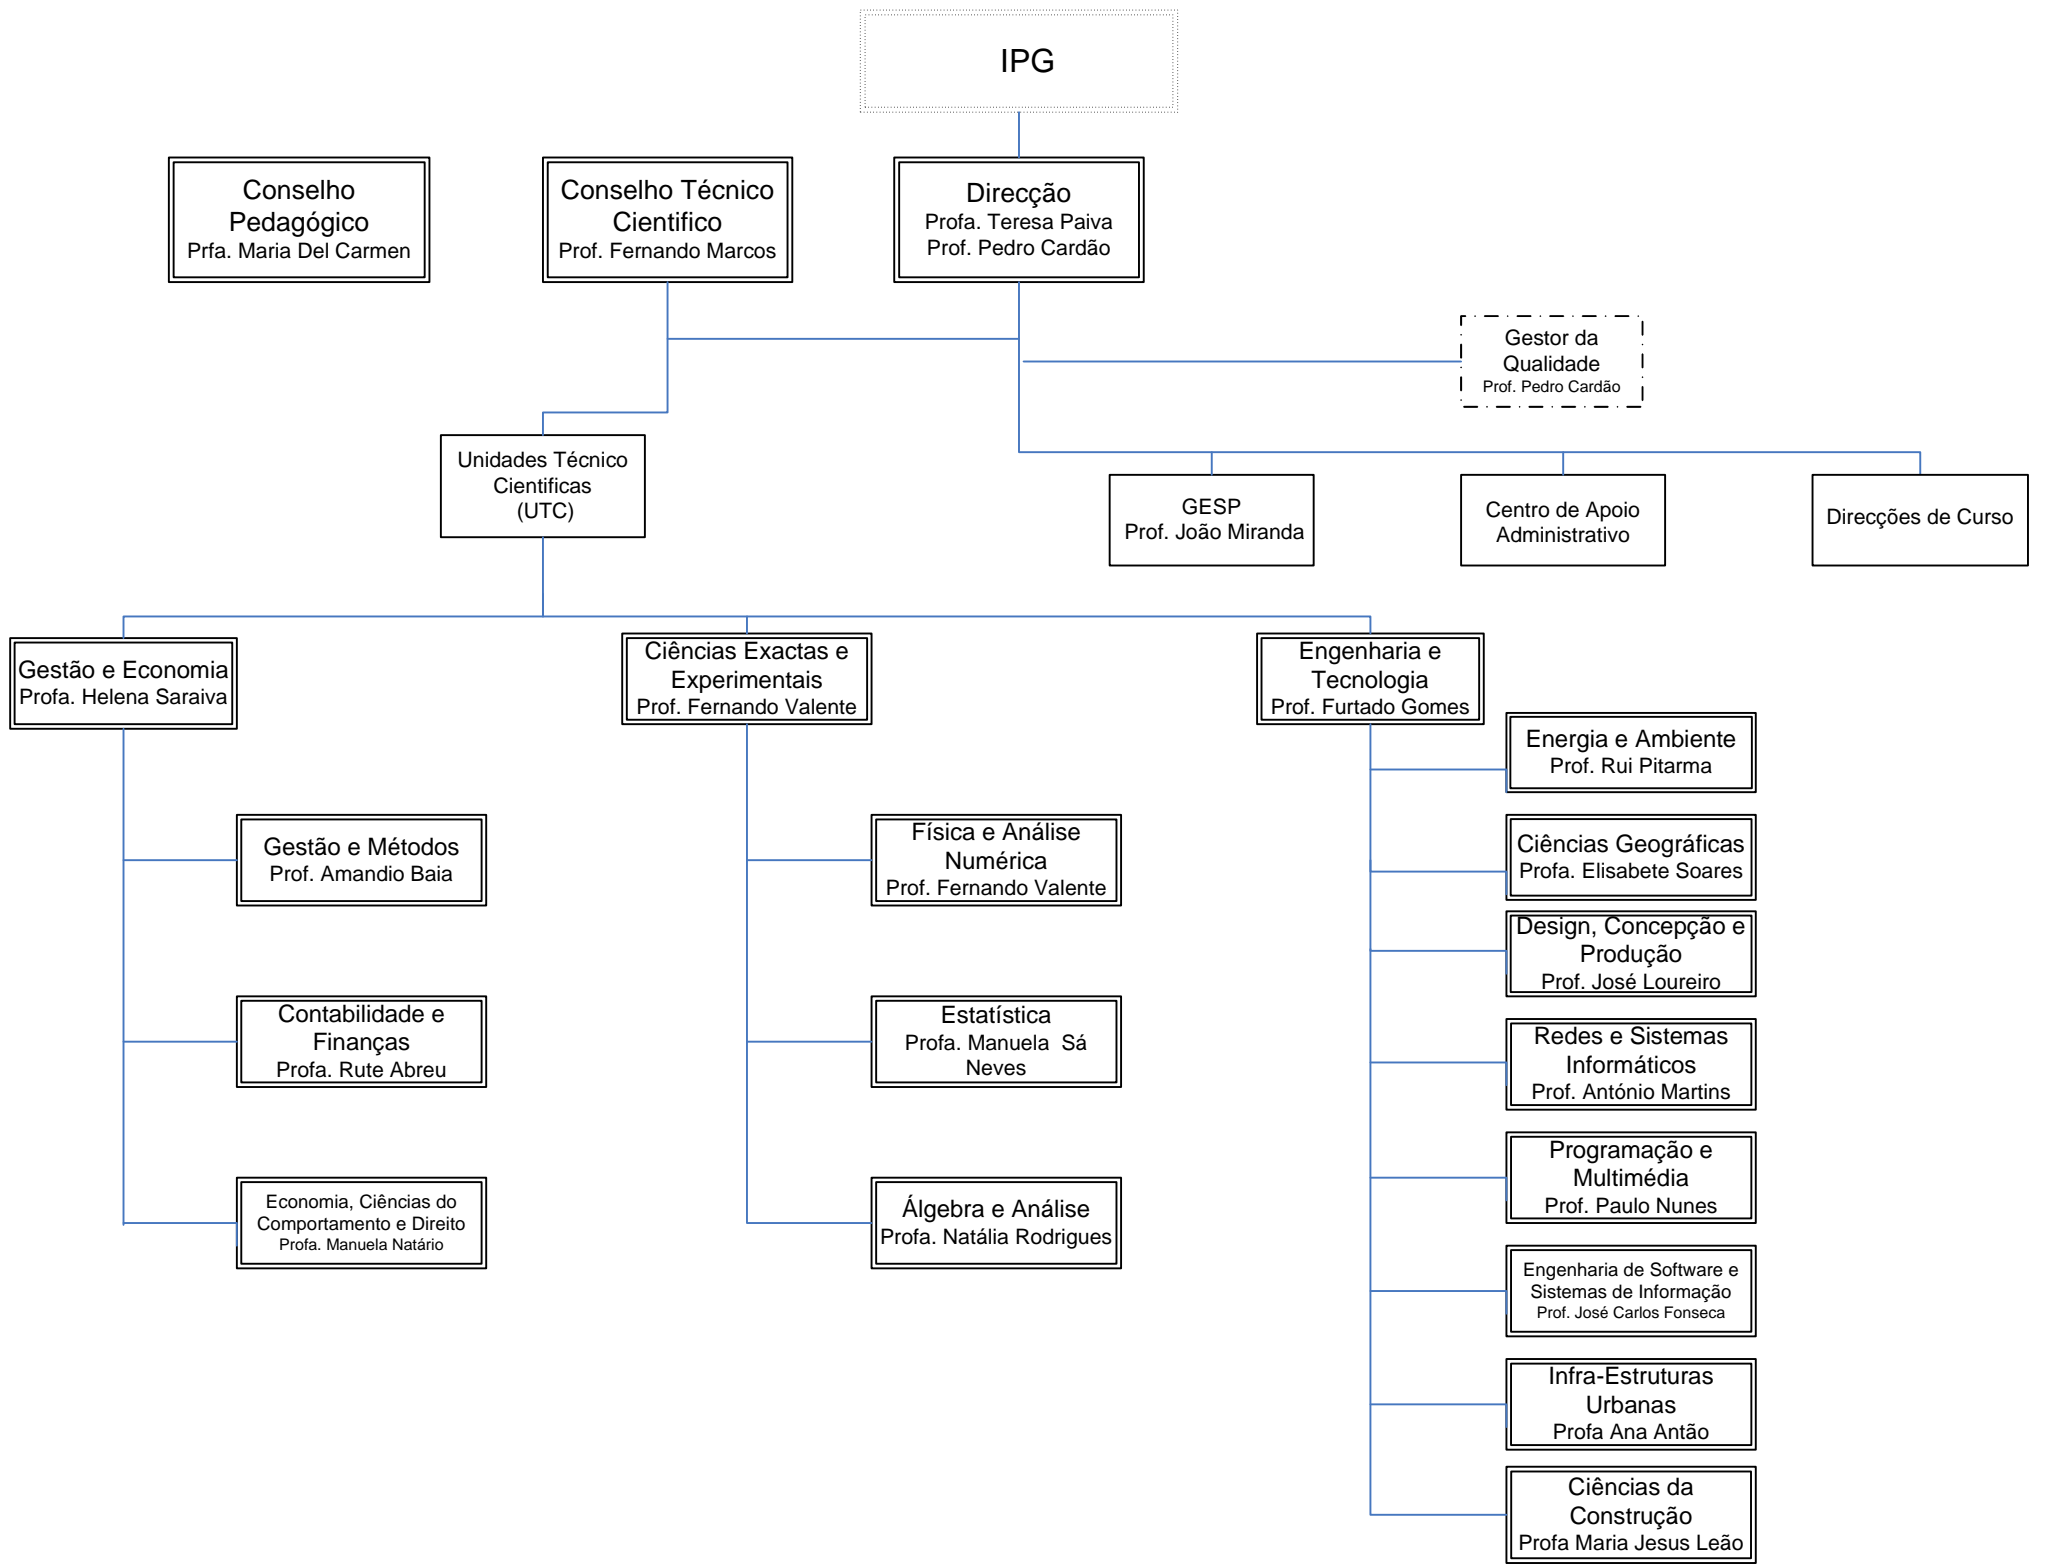 IPG
Conselho
Pedagógico
Prfa. Maria Del Carmen
Conselho Técnico
Cientifico
Prof. Fernando Marcos
Direcção
Profa. Teresa Paiva
Prof. Pedro Cardão
Gestor da
Qualidade
Prof. Pedro Cardão
Unidades Técnico
Cientificas
(UTC)
GESP
Prof. João Miranda
Centro de Apoio
Administrativo
Direcções de Curso
Gestão e Economia
Profa. Helena Saraiva
Ciências Exactas e
Experimentais
Prof. Fernando Valente
Engenharia e
Tecnologia
Prof. Furtado Gomes
Gestão e Métodos
Prof. Amandio Baia
Contabilidade e
Finanças
Profa. Rute Abreu
Economia, Ciências do
Comportamento e Direito
Profa. Manuela Natário
Física e Análise
Numérica
Prof. Fernando Valente
Estatística
Profa. Manuela  Sá
Neves
Álgebra e Análise
Profa. Natália Rodrigues
Energia e Ambiente
Prof. Rui Pitarma
Ciências Geográficas
Profa. Elisabete Soares
Design, Concepção e
Produção
Prof. José Loureiro
Redes e Sistemas
Informáticos
Prof. António Martins
Programação e
Multimédia
Prof. Paulo Nunes
Engenharia de Software e
Sistemas de Informação
Prof. José Carlos Fonseca
Infra-Estruturas
Urbanas
Profa Ana Antão
Ciências da
Construção
Profa Maria Jesus Leão